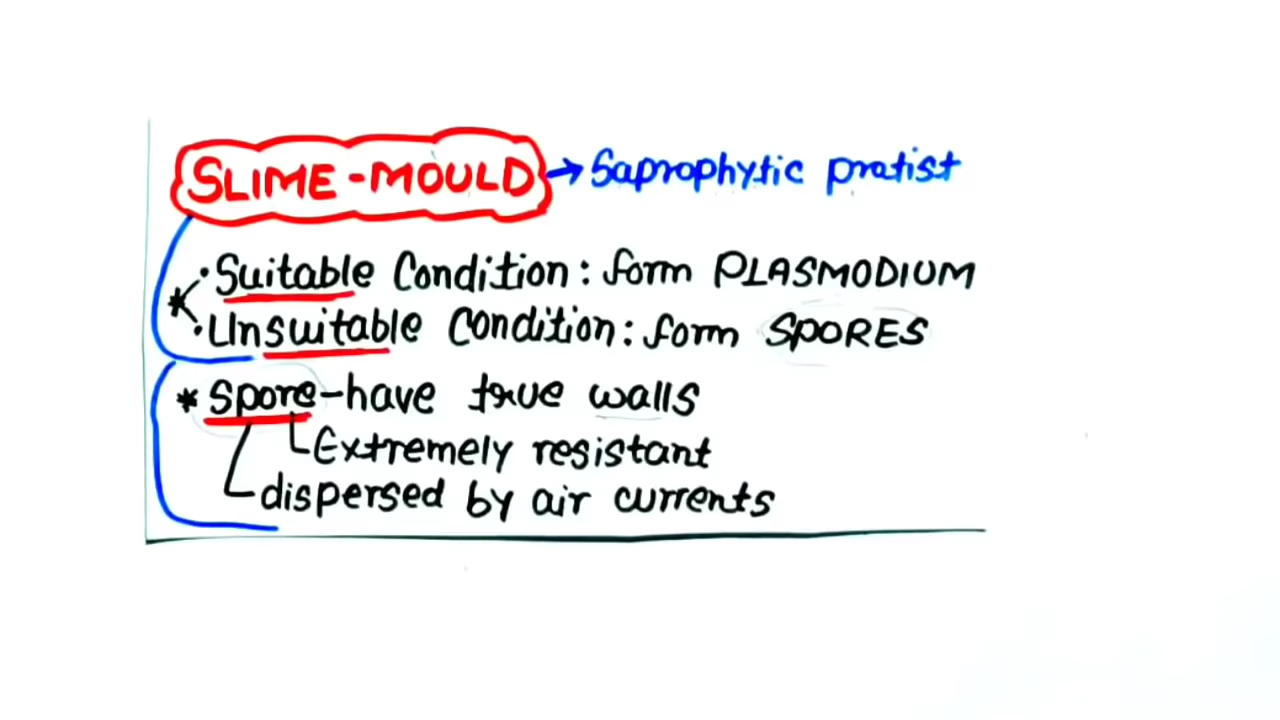 SLIME-MOULD → Saprophytic pratist
• Suitable Condition: form PLASMODIUM
• Unsuitable Condition: form SPORES
* Spore-have true walls
Extremely resistant
dispersed by air currents